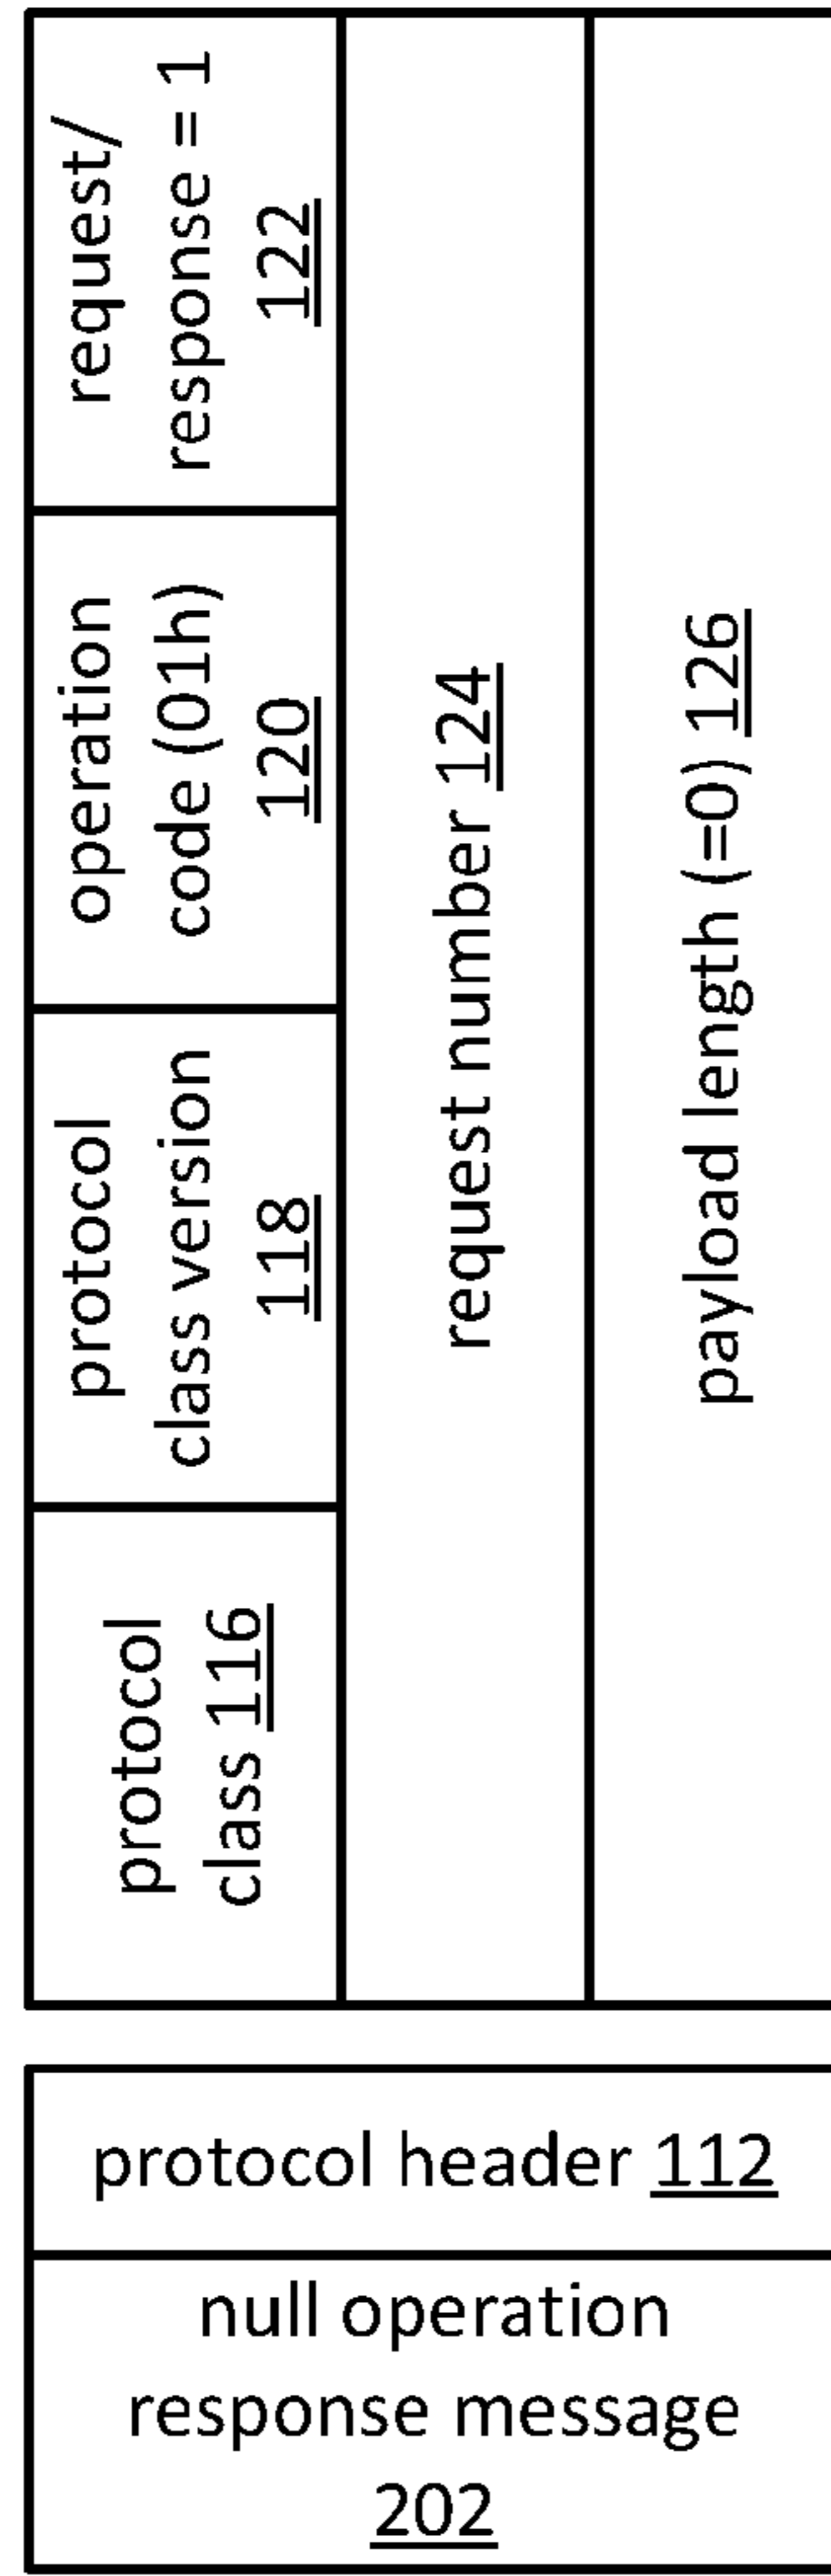 protocol
class 116
protocol
class version
118
operation
code (01h)
120
request/
response = 1
122
request number 124
payload length (=0) 126
protocol header 112
null operation
response message
202